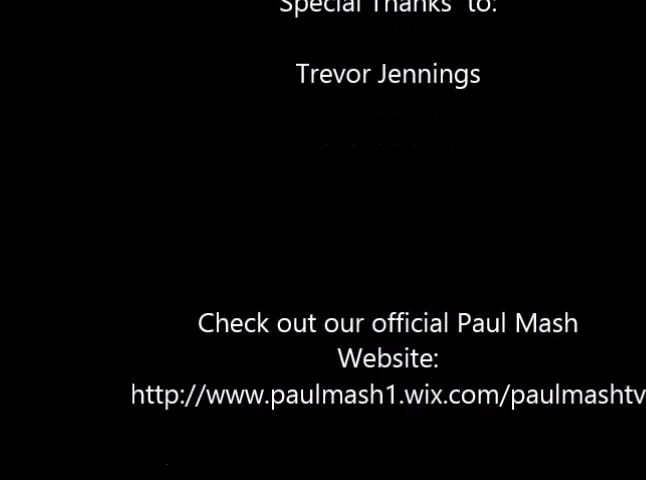 Special Thanks to:
Trevor Jennings
Check out our official Paul Mash
Website:
http://www.paulmash1.wix.com/paulmashtv